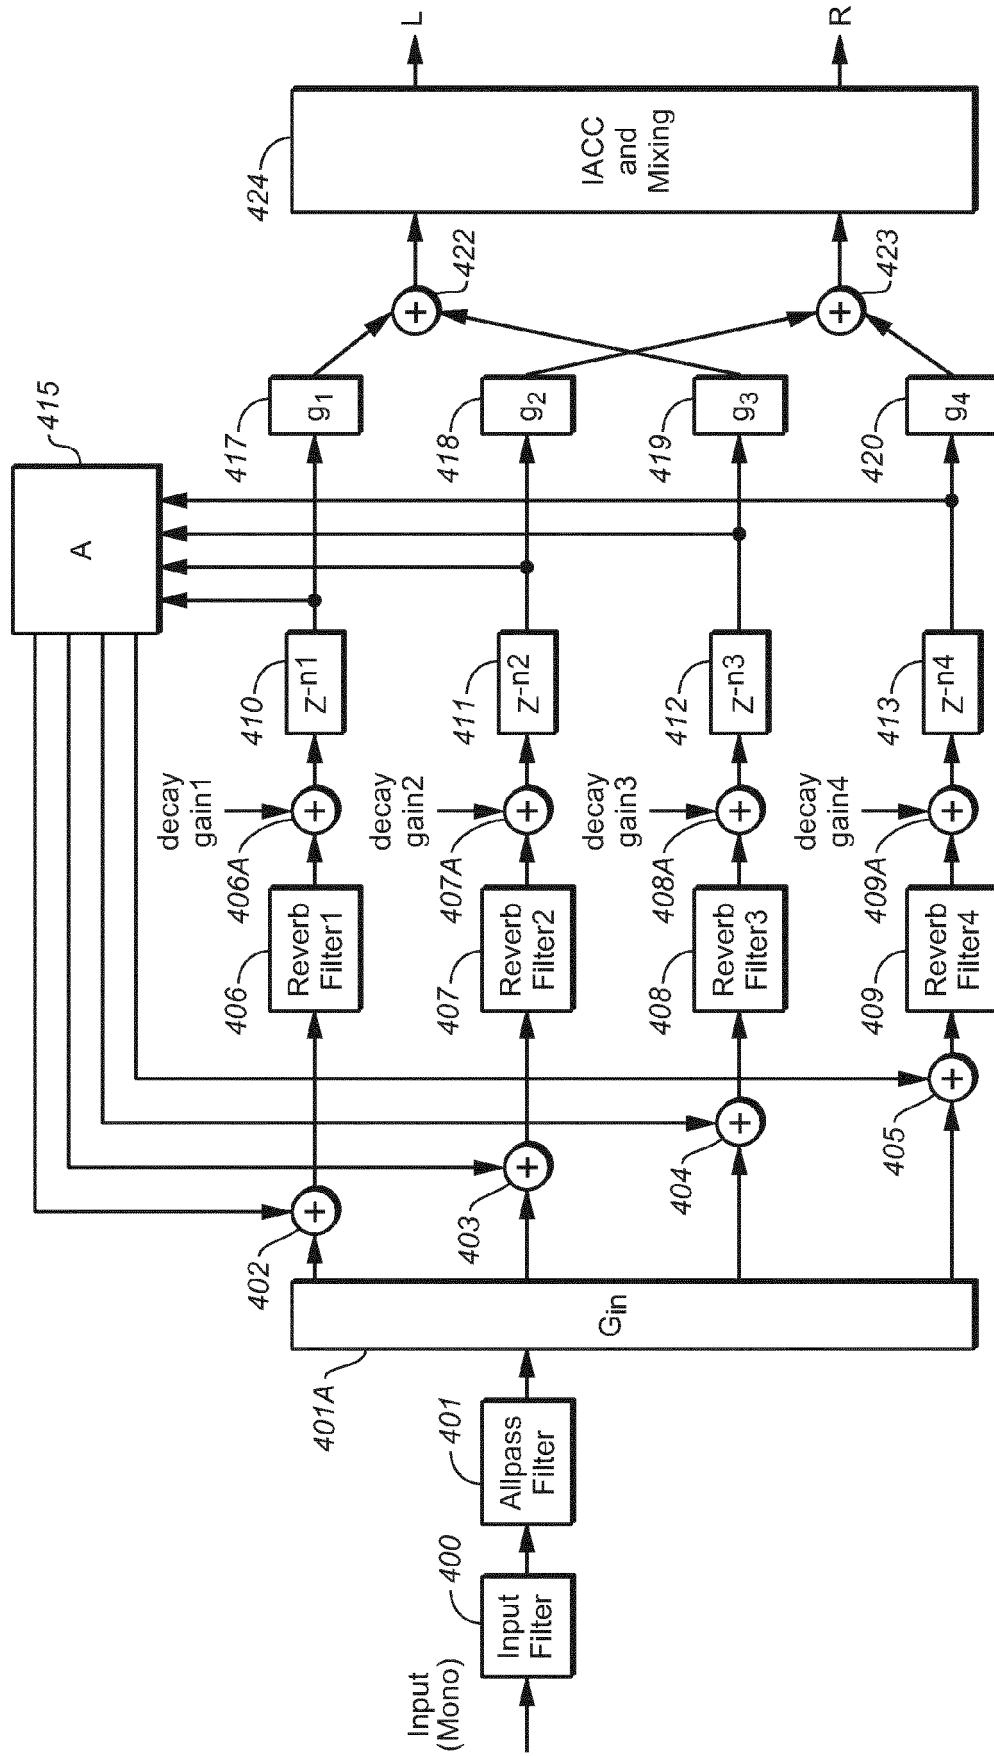 415
A
424
IACC
and
Mixing
L
R
422
423
417
g1
418
g2
419
g3
420
g4
decay
gain1
406A
410
Z-n1
406
Reverb
Filter1
402
decay
gain2
407A
411
Z-n2
407
Reverb
Filter2
403
decay
gain3
408A
412
Z-n3
408
Reverb
Filter3
404
decay
gain4
409A
413
Z-n4
409
Reverb
Filter4
405
+
+
+
+
+
+
+
+
+
+
401A
Gin
401
Allpass
Filter
400
Input
Filter
Input
(Mono)